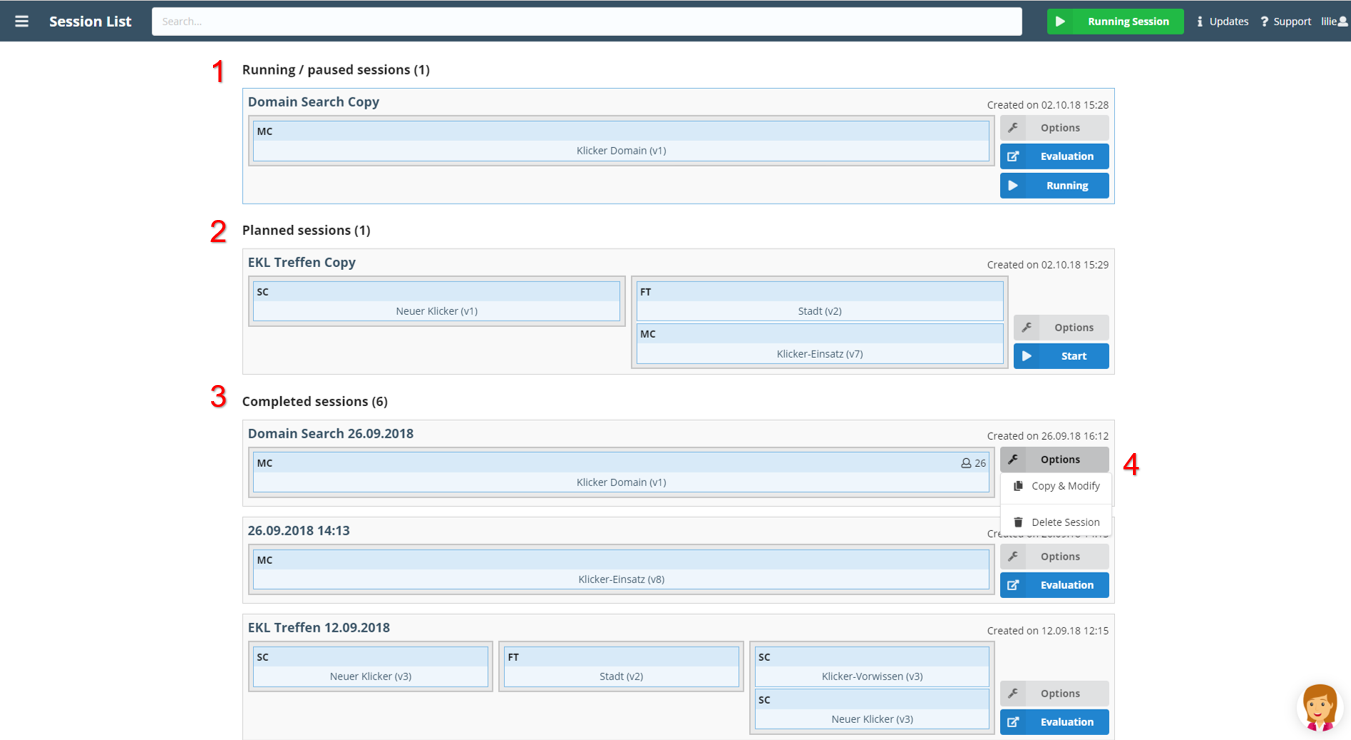 Session List
Search...
Running Session
Updates
Support
lilie
1
Running / paused sessions (1)
Domain Search Copy
Created on 02.10.18 15:28
MC
Klicker Domain (v1)
Options
Evaluation
Running
2
Planned sessions (1)
EKL Treffen Copy
Created on 02.10.18 15:29
SC
Neuer Klicker (v1)
FT
Stadt (v2)
MC
Klicker-Einsatz (v7)
Options
Start
3
Completed sessions (6)
Domain Search 26.09.2018
Created on 26.09.18 16:12
MC
26
Klicker Domain (v1)
Options
4
Copy & Modify
Delete Session
26.09.2018 14:13
MC
Klicker-Einsatz (v8)
Options
Evaluation
EKL Treffen 12.09.2018
Created on 12.09.18 12:15
SC
Neuer Klicker (v3)
FT
Stadt (v2)
SC
Klicker-Vorwissen (v3)
SC
Neuer Klicker (v3)
Options
Evaluation